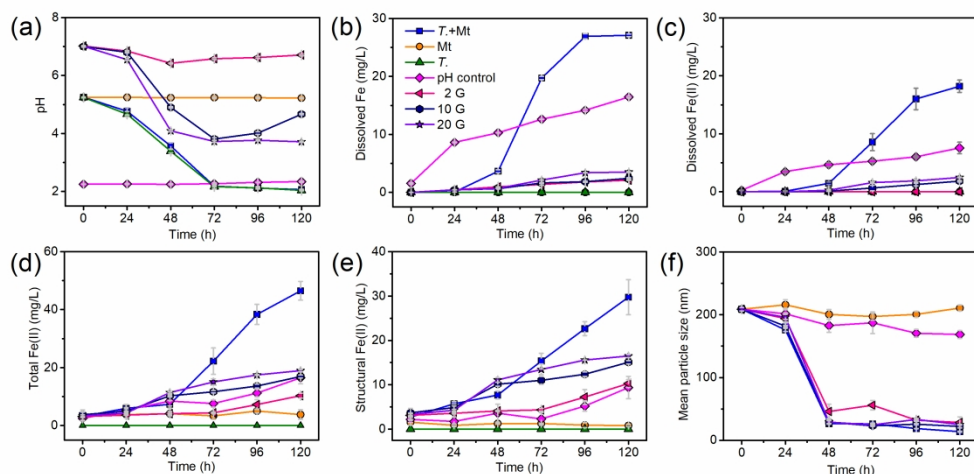 (a)
pH
8
6
4
2
0 24 48 72 96 120
Time (h)
(b)
Dissolved Fe (mg/L)
30
20
10
0
T.+Mt
Mt
T.
pH control
2 G
10 G
20 G
0 24 48 72 96 120
Time (h)
(c)
Dissolved Fe(II) (mg/L)
30
20
10
0
0 24 48 72 96 120
Time (h)
(d)
Total Fe(II) (mg/L)
60
40
20
0
0 24 48 72 96 120
Time (h)
(e)
Structural Fe(II) (mg/L)
40
30
20
10
0
0 24 48 72 96 120
Time (h)
(f)
Mean particle size (nm)
300
200
100
0
0 24 48 72 96 120
Time (h)